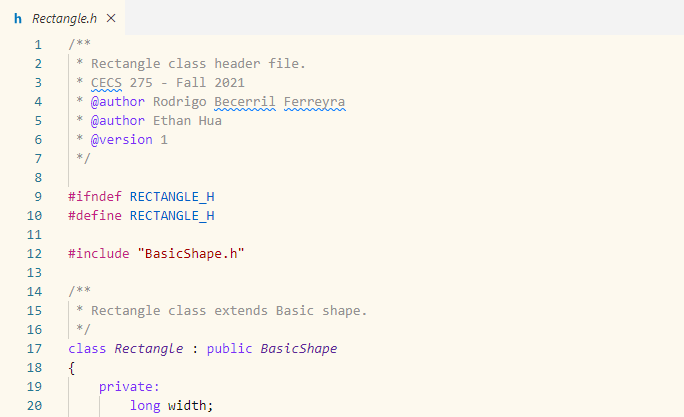 h Rectangle.h ×
1 /**
2  * Rectangle class header file.
3  * CECS 275 - Fall 2021
4  * @author Rodrigo Becerril Ferreyra
5  * @author Ethan Hua
6  * @version 1
7  */
8
9 #ifndef RECTANGLE_H
10 #define RECTANGLE_H
11
12 #include "BasicShape.h"
13
14 /**
15  * Rectangle class extends Basic shape.
16  */
17 class Rectangle : public BasicShape
18 {
19     private:
20         long width;